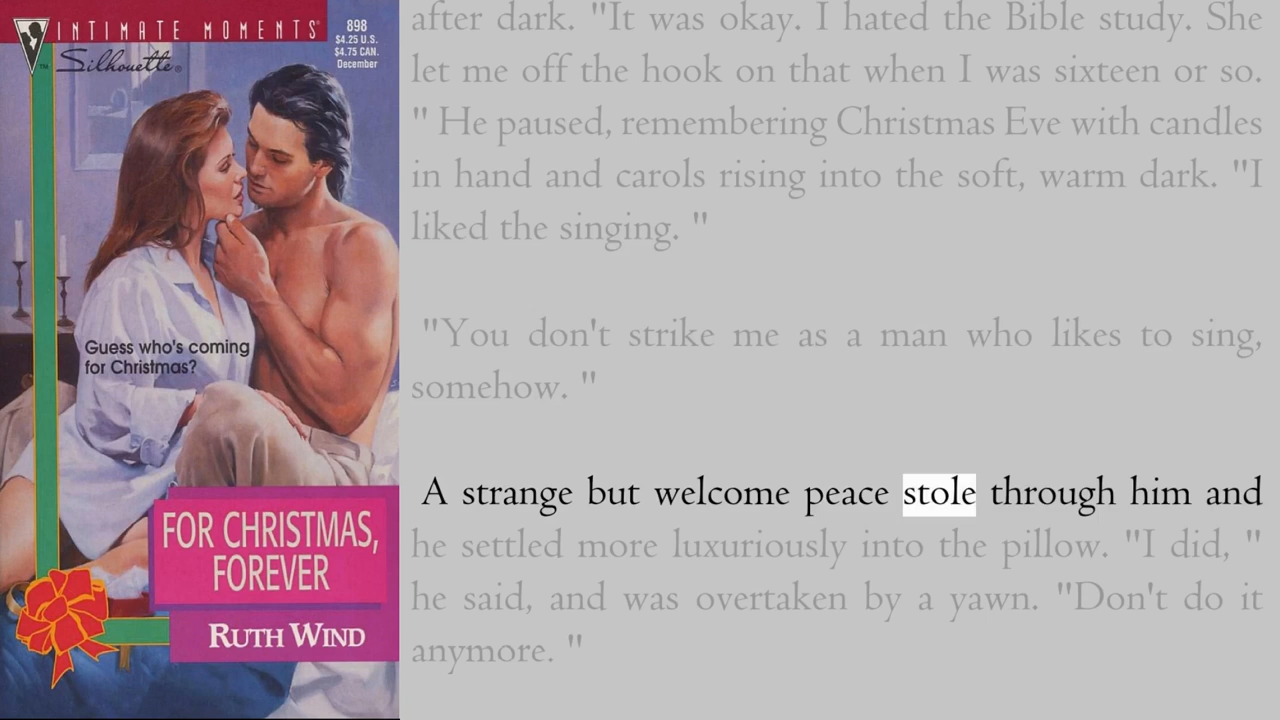 INTIMATE MOMENTS®
898
$4.25 U.S.
$4.75 CAN.
December
™
Silhouette®
Guess who's coming
for Christmas?
FOR CHRISTMAS,
FOREVER
RUTH WIND
after dark. "It was okay. I hated the Bible study. She
let me off the hook on that when I was sixteen or so.
" He paused, remembering Christmas Eve with candles
in hand and carols rising into the soft, warm dark. "I
liked the singing. "
"You don't strike me as a man who likes to sing,
somehow. "
A strange but welcome peace stole through him and
he settled more luxuriously into the pillow. "I did, "
he said, and was overtaken by a yawn. "Don't do it
anymore. "